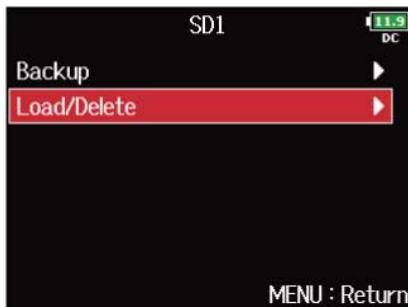 SD1
11.9
DC
Backup
Load/Delete
MENU : Return